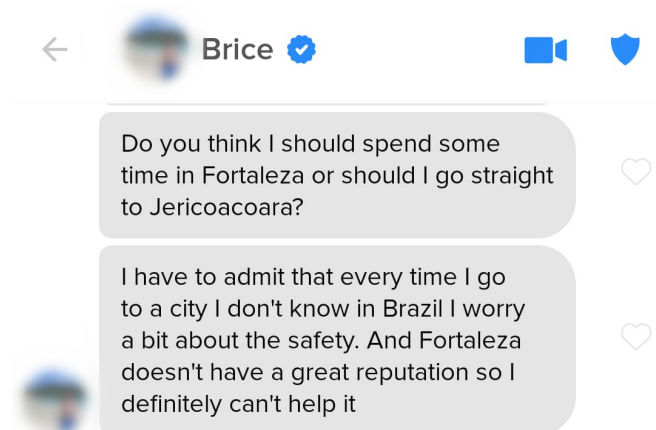 Brice
Do you think I should spend some
time in Fortaleza or should I go straight
to Jericoacoara?
I have to admit that every time I go
to a city I don't know in Brazil I worry
a bit about the safety. And Fortaleza
doesn't have a great reputation so I
definitely can't help it